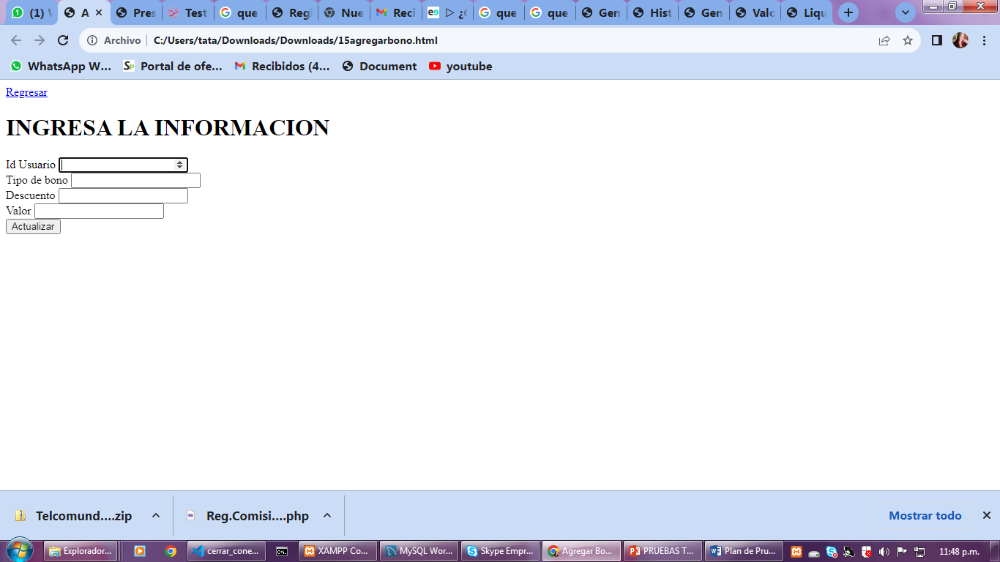 (1) V A Pres Test que Regi Nue Reci ▷ ¿C que que Gen Hist Gen Valo Liqu
Archivo C:/Users/tata/Downloads/Downloads/15agregarbono.html
WhatsApp W... Portal de ofe... Recibidos (4... Document youtube
Regresar
INGRESA LA INFORMACION
Id Usuario
Tipo de bono
Descuento
Valor
Actualizar
Telcomund....zip Reg.Comisi....php Mostrar todo
Explorador... cerrar_cone... XAMPP Co... MySQL Wor... Skype Empr... Agregar Bo... PRUEBAS T... Plan de Pru... 11:48 p.m.